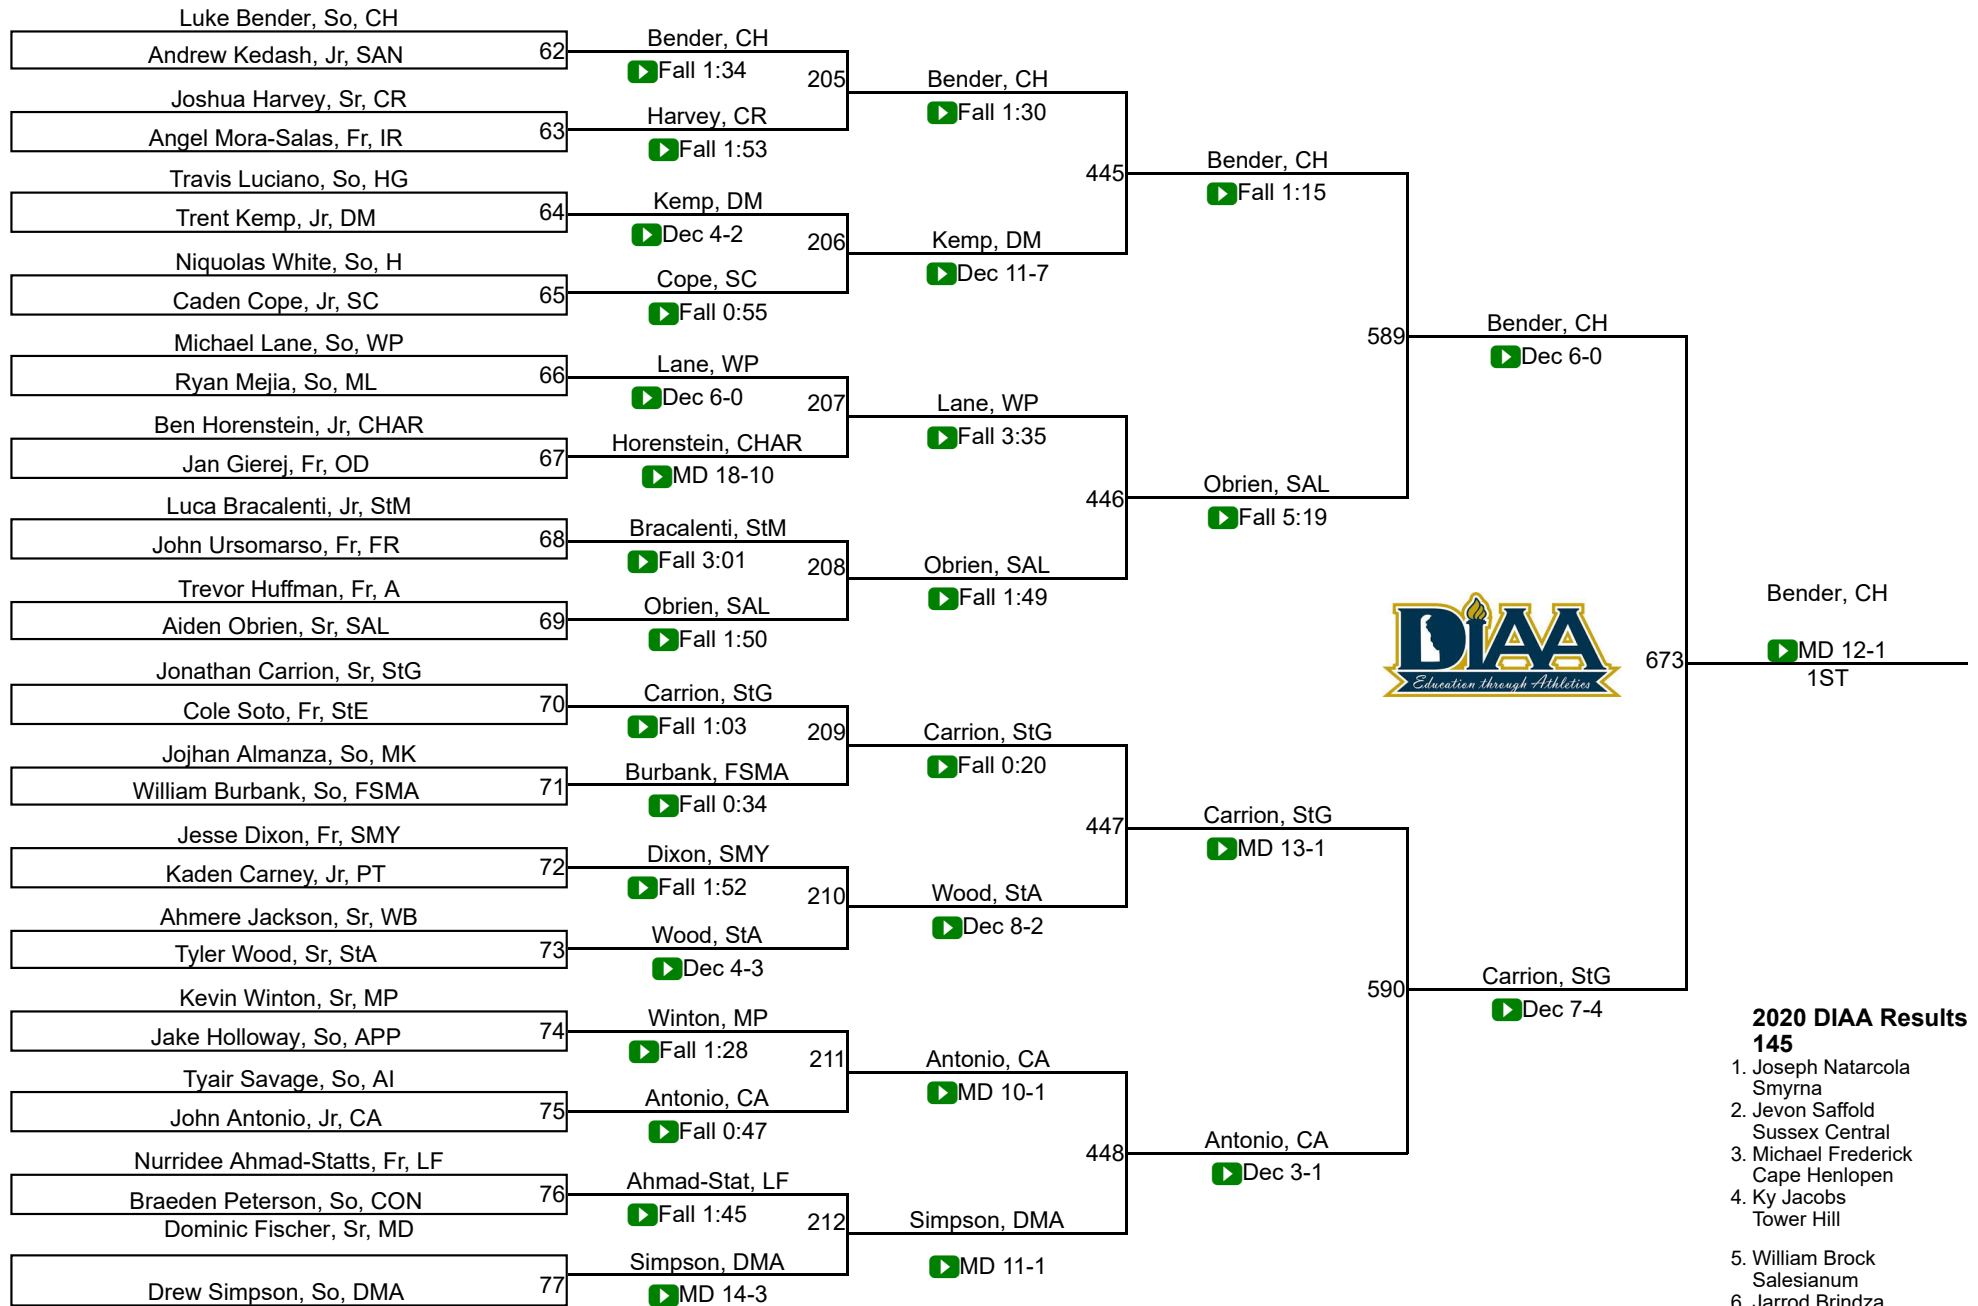 Luke Bender, So, CH
Andrew Kedash, Jr, SAN
62
Joshua Harvey, Sr, CR
Angel Mora-Salas, Fr, IR
63
Travis Luciano, So, HG
Trent Kemp, Jr, DM
64
Niquolas White, So, H
Caden Cope, Jr, SC
65
Michael Lane, So, WP
Ryan Mejia, So, ML
66
Ben Horenstein, Jr, CHAR
Jan Gierej, Fr, OD
67
Luca Bracalenti, Jr, StM
John Ursomarso, Fr, FR
68
Trevor Huffman, Fr, A
Aiden Obrien, Sr, SAL
69
Jonathan Carrion, Sr, StG
Cole Soto, Fr, StE
70
Jojhan Almanza, So, MK
William Burbank, So, FSMA
71
Jesse Dixon, Fr, SMY
Kaden Carney, Jr, PT
72
Ahmere Jackson, Sr, WB
Tyler Wood, Sr, StA
73
Kevin Winton, Sr, MP
Jake Holloway, So, APP
74
Tyair Savage, So, AI
John Antonio, Jr, CA
75
Nurridee Ahmad-Statts, Fr, LF
Braeden Peterson, So, CON
76
Dominic Fischer, Sr, MD
Drew Simpson, So, DMA
77
Bender, CH
Fall 1:34
205
Harvey, CR
Fall 1:53
Kemp, DM
Dec 4-2
206
Cope, SC
Fall 0:55
Lane, WP
Dec 6-0
207
Horenstein, CHAR
MD 18-10
Bracalenti, StM
Fall 3:01
208
Obrien, SAL
Fall 1:50
Carrion, StG
Fall 1:03
209
Burbank, FSMA
Fall 0:34
Dixon, SMY
Fall 1:52
210
Wood, StA
Dec 4-3
Winton, MP
Fall 1:28
211
Antonio, CA
Fall 0:47
Ahmad-Stat, LF
Fall 1:45
212
Simpson, DMA
MD 14-3
Bender, CH
Fall 1:30
445
Kemp, DM
Dec 11-7
Lane, WP
Fall 3:35
446
Obrien, SAL
Fall 1:49
Carrion, StG
Fall 0:20
447
Wood, StA
Dec 8-2
Antonio, CA
MD 10-1
448
Simpson, DMA
MD 11-1
Bender, CH
Fall 1:15
589
Obrien, SAL
Fall 5:19
Carrion, StG
MD 13-1
590
Antonio, CA
Dec 3-1
Bender, CH
Dec 6-0
673
Carrion, StG
Dec 7-4
DIAA
Education through Athletics
Bender, CH
MD 12-1
1ST
2020 DIAA Results
145
1. Joseph Natarcola
Smyrna
2. Jevon Saffold
Sussex Central
3. Michael Frederick
Cape Henlopen
4. Ky Jacobs
Tower Hill
5. William Brock
Salesianum
6. Jarrod Brindza